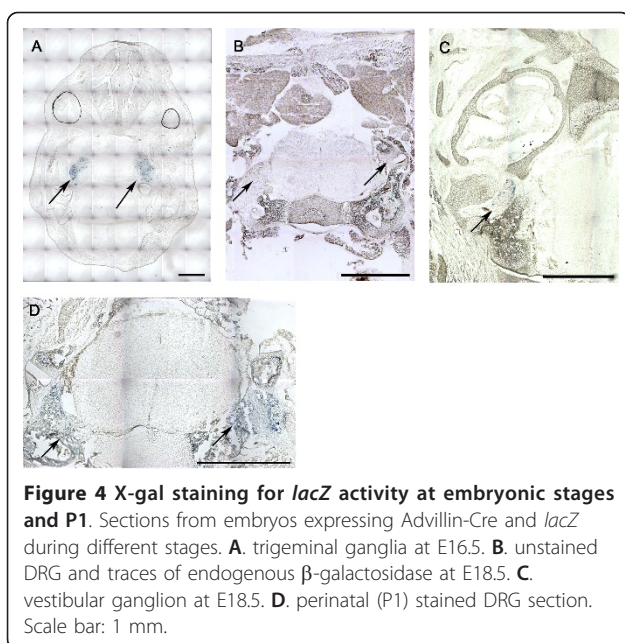 A
B
C
D
Figure 4 X-gal staining for lacZ activity at embryonic stages
and P1. Sections from embryos expressing Advillin-Cre and lacZ
during different stages. A. trigeminal ganglia at E16.5. B. unstained
DRG and traces of endogenous β-galactosidase at E18.5. C.
vestibular ganglion at E18.5. D. perinatal (P1) stained DRG section.
Scale bar: 1 mm.